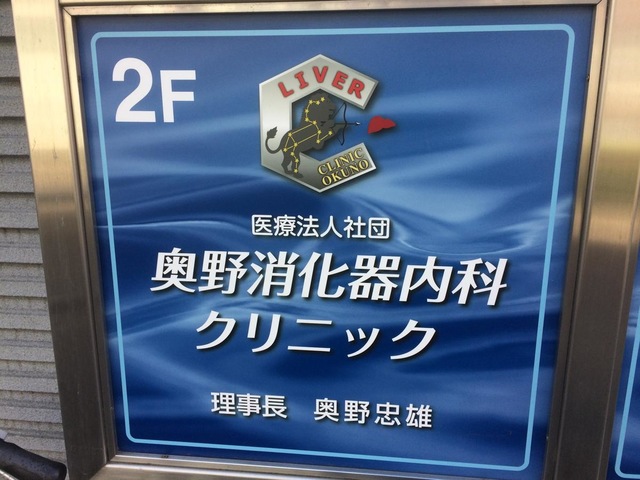 2F
LIVER
CLINIC
OKUNO
医療法人社団
奥野消化器内科
クリニック
理事長 奥野忠雄